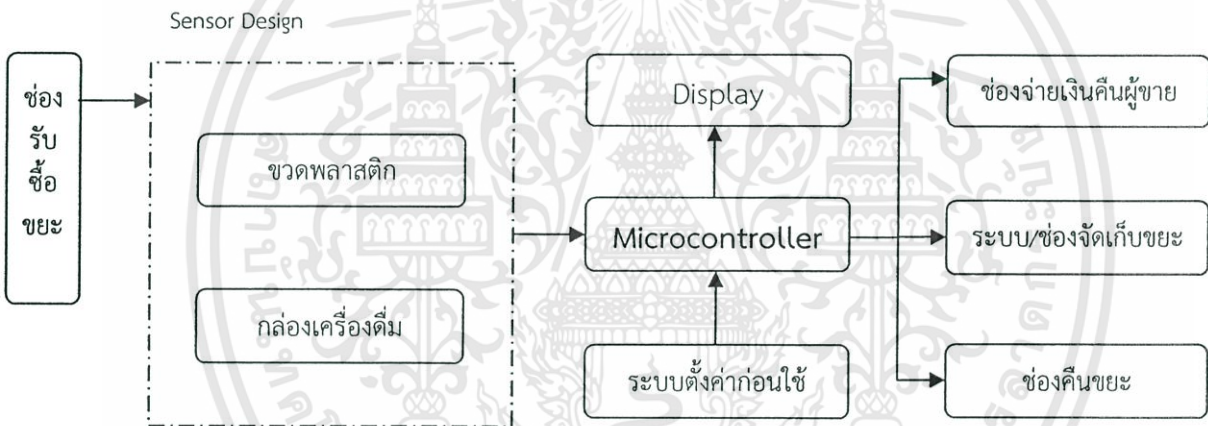 Sensor Design
ช่อง
รับ
ซื้อ
ขยะ
ขวดพลาสติก
กล่องเครื่องดื่ม
Display
Microcontroller
ระบบตั้งค่าก่อนใช้
ช่องจ่ายเงินคืนผู้ขาย
ระบบ/ช่องจัดเก็บขยะ
ช่องคืนขยะ